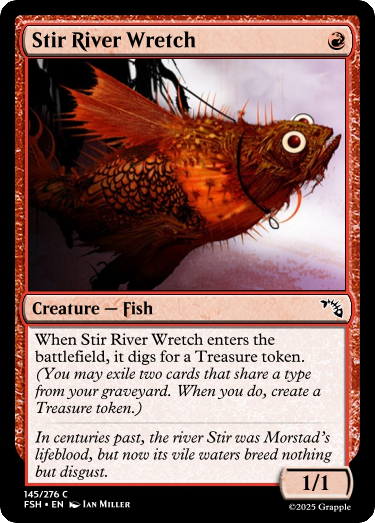 Stir River Wretch
Creature — Fish
When Stir River Wretch enters the
battlefield, it digs for a Treasure token.
(You may exile two cards that share a type
from your graveyard. When you do, create a
Treasure token.)
In centuries past, the river Stir was Morstad's
lifeblood, but now its vile waters breed nothing
but disgust.
1/1
145/276 C
FSH • EN Ian Miller
©2025 Grapple